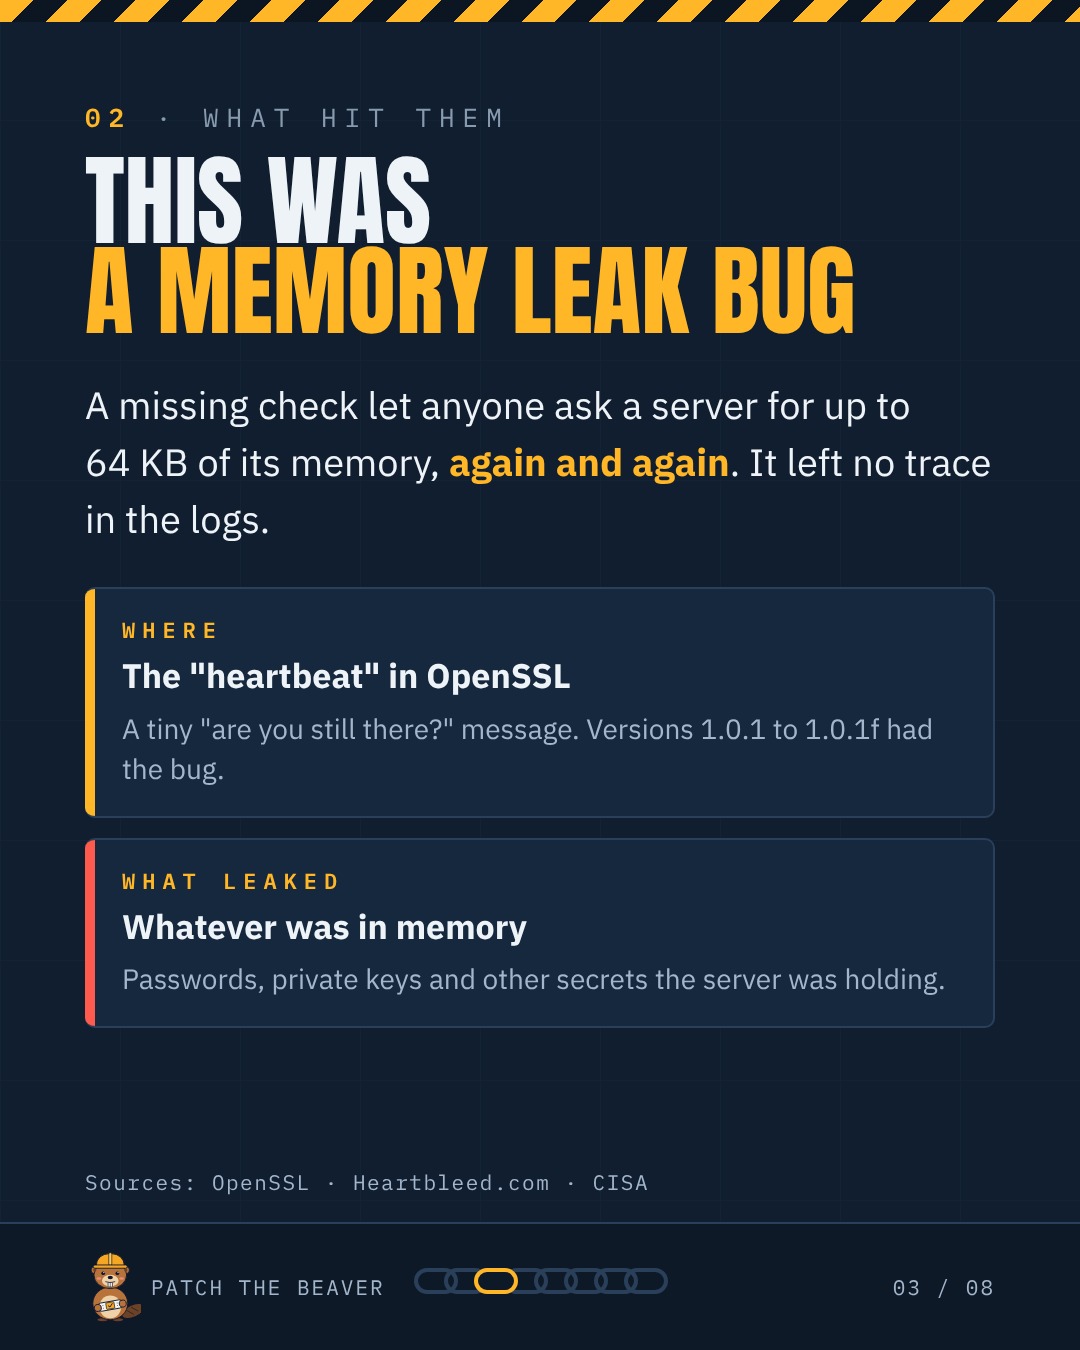 02 · WHAT HIT THEM
THIS WAS
A MEMORY LEAK BUG
A missing check let anyone ask a server for up to
64 KB of its memory, again and again. It left no trace
in the logs.
WHERE
The "heartbeat" in OpenSSL
A tiny "are you still there?" message. Versions 1.0.1 to 1.0.1f had
the bug.
WHAT LEAKED
Whatever was in memory
Passwords, private keys and other secrets the server was holding.
Sources: OpenSSL · Heartbleed.com · CISA
PATCH THE BEAVER
03 / 08